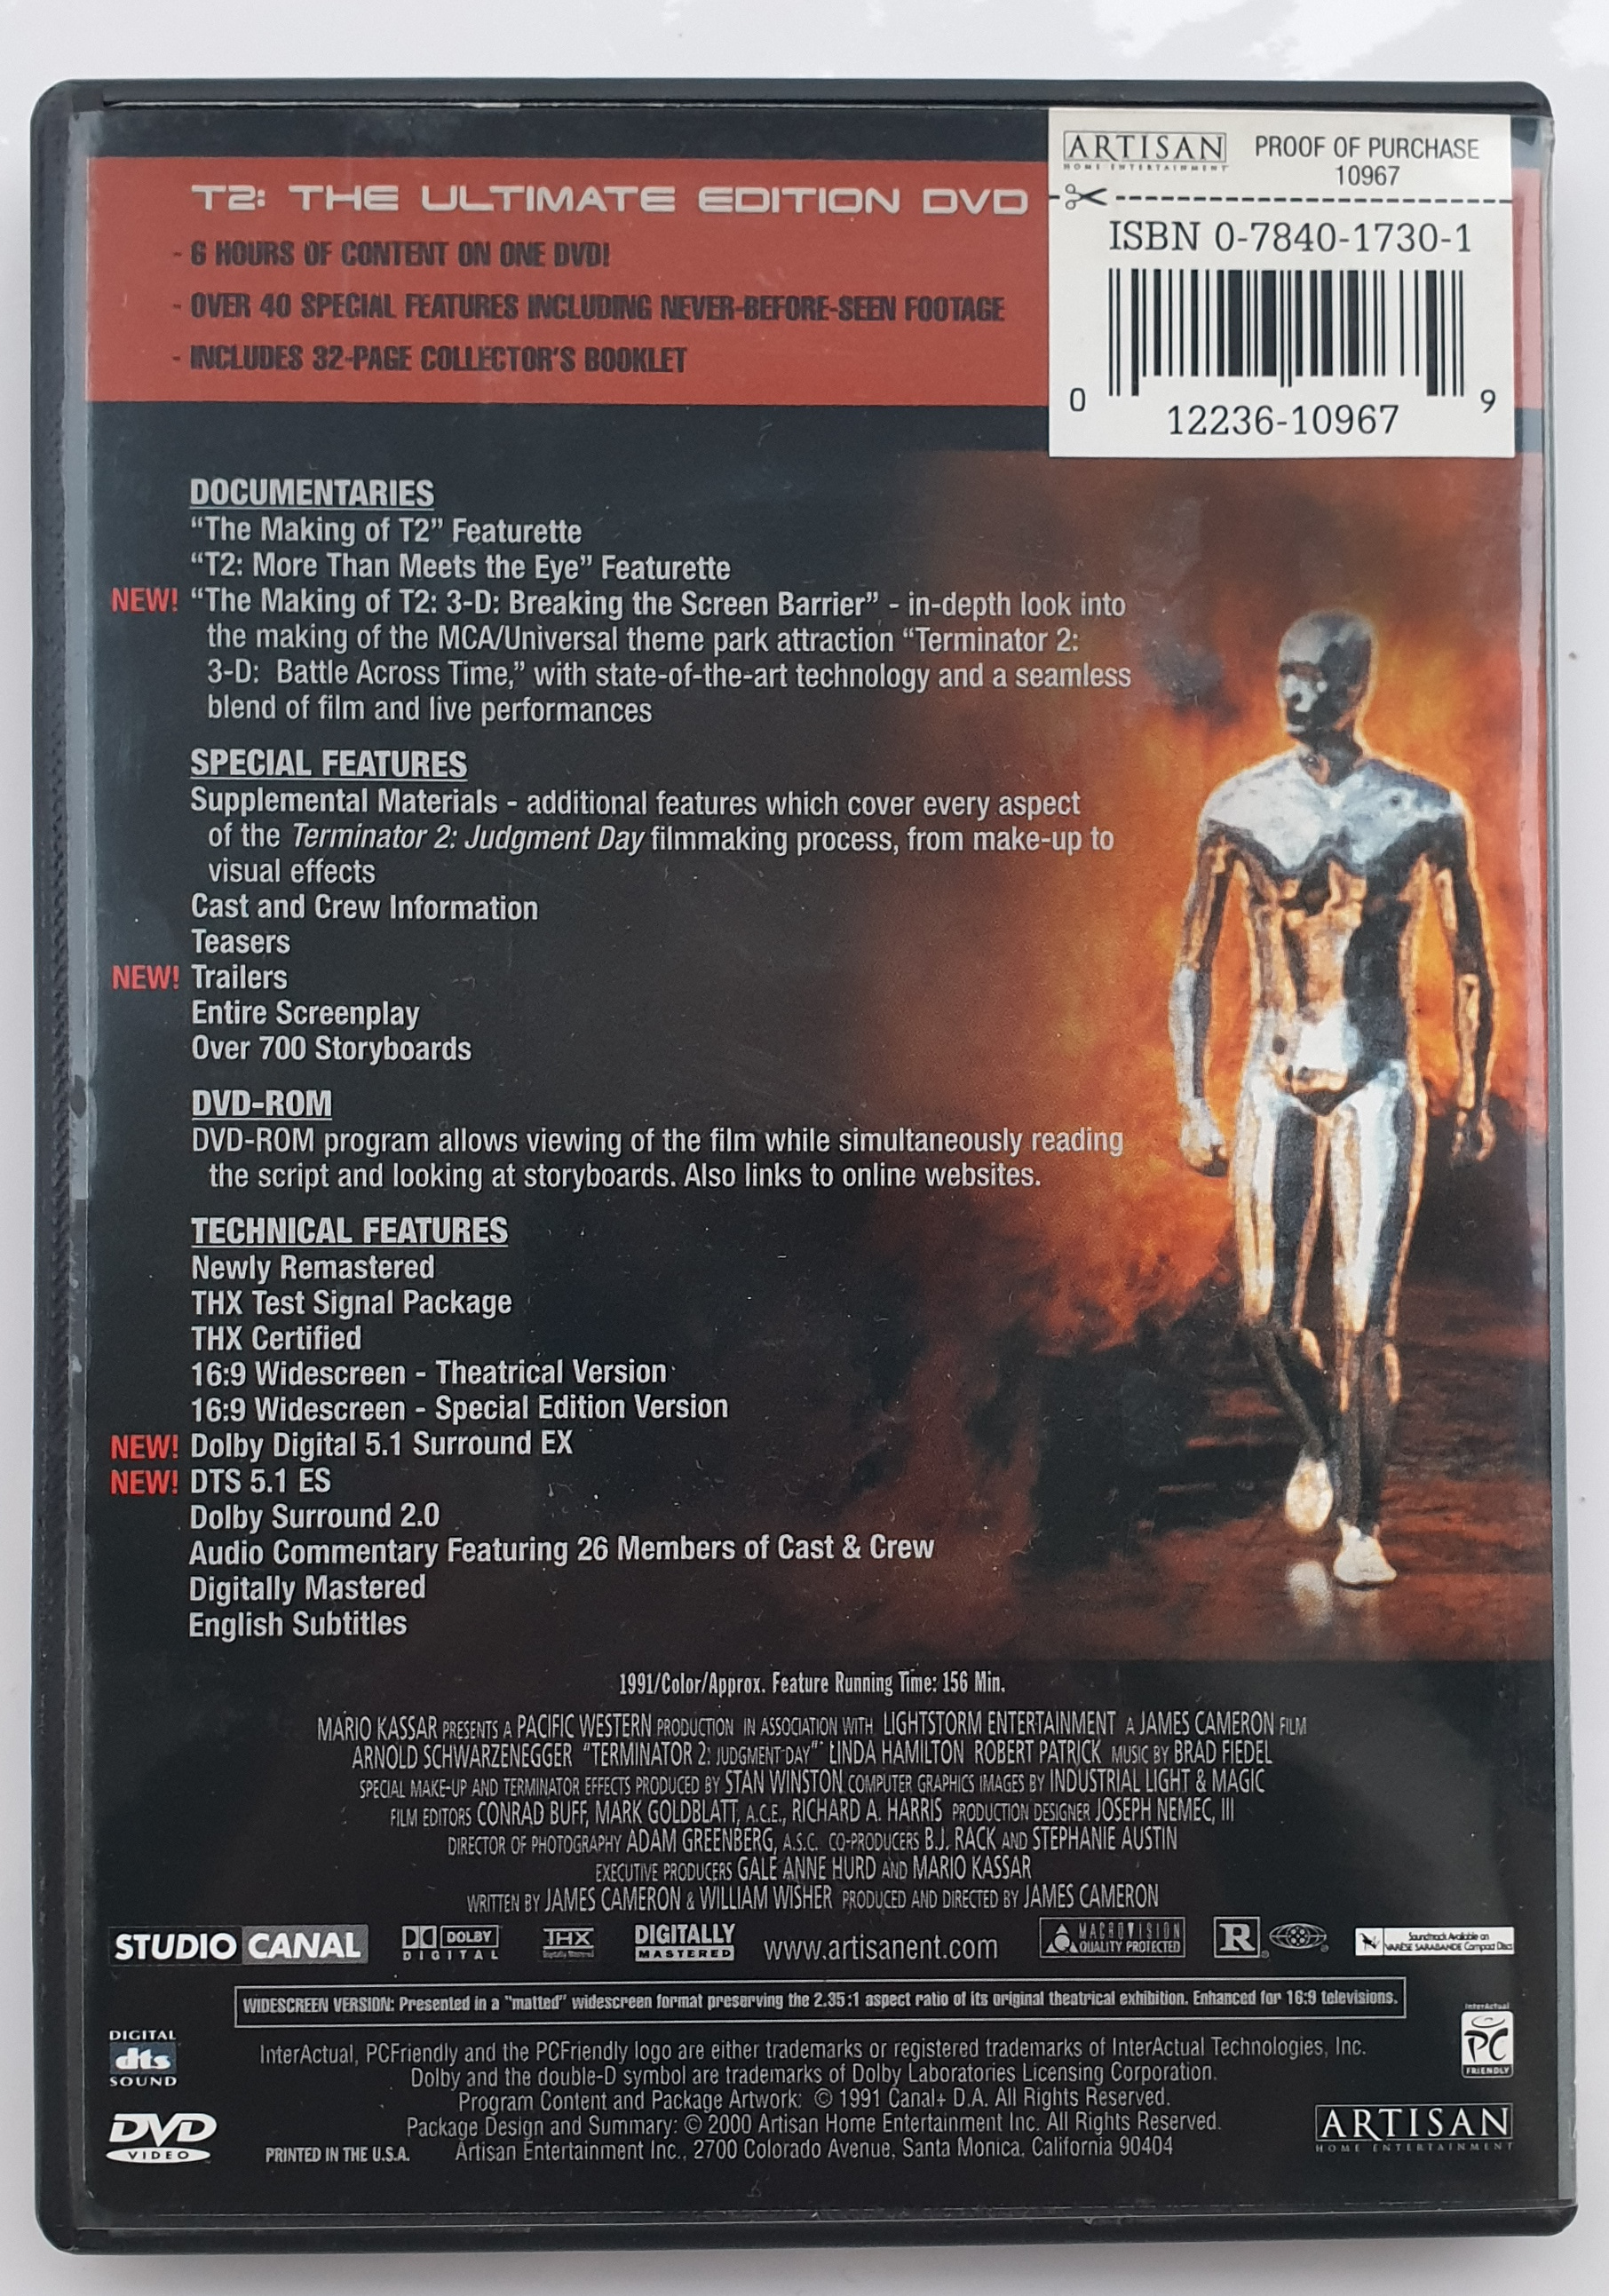 ARTISAN
HOME ENTERTAINMENT
PROOF OF PURCHASE
10967
ISBN 0-7840-1730-1
0 12236-10967 9
T2: THE ULTIMATE EDITION DVD
- 6 HOURS OF CONTENT ON ONE DVD!
- OVER 40 SPECIAL FEATURES INCLUDING NEVER-BEFORE-SEEN FOOTAGE
- INCLUDES 32-PAGE COLLECTOR'S BOOKLET
DOCUMENTARIES
“The Making of T2” Featurette
“T2: More Than Meets the Eye” Featurette
NEW! “The Making of T2: 3-D: Breaking the Screen Barrier” - in-depth look into
the making of the MCA/Universal theme park attraction “Terminator 2:
3-D: Battle Across Time,” with state-of-the-art technology and a seamless
blend of film and live performances
SPECIAL FEATURES
Supplemental Materials - additional features which cover every aspect
of the Terminator 2: Judgment Day filmmaking process, from make-up to
visual effects
Cast and Crew Information
Teasers
NEW! Trailers
Entire Screenplay
Over 700 Storyboards
DVD-ROM
DVD-ROM program allows viewing of the film while simultaneously reading
the script and looking at storyboards. Also links to online websites.
TECHNICAL FEATURES
Newly Remastered
THX Test Signal Package
THX Certified
16:9 Widescreen - Theatrical Version
16:9 Widescreen - Special Edition Version
NEW! Dolby Digital 5.1 Surround EX
NEW! DTS 5.1 ES
Dolby Surround 2.0
Audio Commentary Featuring 26 Members of Cast & Crew
Digitally Mastered
English Subtitles
1991/Color/Approx. Feature Running Time: 156 Min.
MARIO KASSAR PRESENTS A PACIFIC WESTERN PRODUCTION IN ASSOCIATION WITH LIGHTSTORM ENTERTAINMENT A JAMES CAMERON FILM
ARNOLD SCHWARZENEGGER "TERMINATOR 2: JUDGMENT DAY" LINDA HAMILTON ROBERT PATRICK MUSIC BY BRAD FIEDEL
SPECIAL MAKE-UP AND TERMINATOR EFFECTS PRODUCED BY STAN WINSTON COMPUTER GRAPHICS IMAGES BY INDUSTRIAL LIGHT & MAGIC
FILM EDITORS CONRAD BUFF, MARK GOLDBLATT, A.C.E., RICHARD A. HARRIS PRODUCTION DESIGNER JOSEPH NEMEC, III
DIRECTOR OF PHOTOGRAPHY ADAM GREENBERG, A.S.C. CO-PRODUCERS B.J. RACK AND STEPHANIE AUSTIN
EXECUTIVE PRODUCERS GALE ANNE HURD AND MARIO KASSAR
WRITTEN BY JAMES CAMERON & WILLIAM WISHER PRODUCED AND DIRECTED BY JAMES CAMERON
STUDIO CANAL
DOLBY
DIGITAL
THX
Digitally Mastered
DIGITALLY
MASTERED
www.artisanent.com
MACROVISION
QUALITY PROTECTED
R
Soundtrack Available on
VARÈSE SARABANDE Compact Discs
WIDESCREEN VERSION: Presented in a "matted" widescreen format preserving the 2.35:1 aspect ratio of its original theatrical exhibition. Enhanced for 16:9 televisions.
DIGITAL
dts
SOUND
InterActual
PC
FRIENDLY
InterActual, PCFriendly and the PCFriendly logo are either trademarks or registered trademarks of InterActual Technologies, Inc.
Dolby and the double-D symbol are trademarks of Dolby Laboratories Licensing Corporation.
Program Content and Package Artwork: © 1991 Canal+ D.A. All Rights Reserved.
Package Design and Summary: © 2000 Artisan Home Entertainment Inc. All Rights Reserved.
Artisan Entertainment Inc., 2700 Colorado Avenue, Santa Monica, California 90404
DVD
VIDEO
PRINTED IN THE U.S.A.
ARTISAN
HOME ENTERTAINMENT